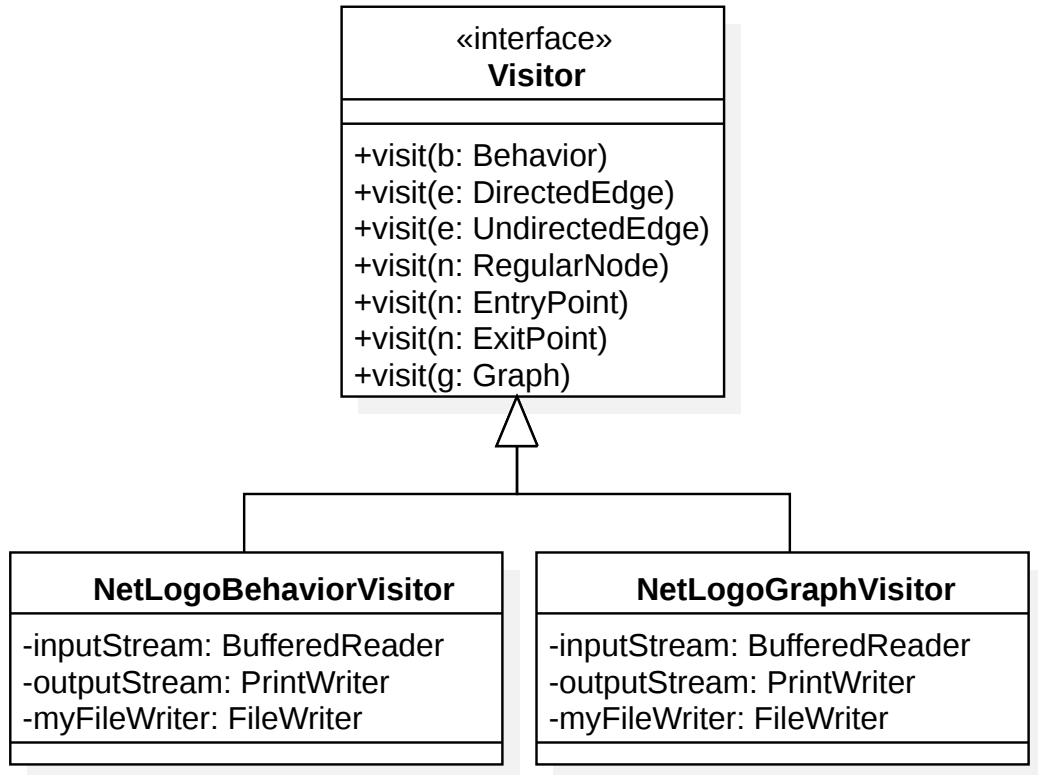 «interface»
Visitor
+visit(b: Behavior)
+visit(e: DirectedEdge)
+visit(e: UndirectedEdge)
+visit(n: RegularNode)
+visit(n: EntryPoint)
+visit(n: ExitPoint)
+visit(g: Graph)
NetLogoBehaviorVisitor
-inputStream: BufferedReader
-outputStream: PrintWriter
-myFileWriter: FileWriter
NetLogoGraphVisitor
-inputStream: BufferedReader
-outputStream: PrintWriter
-myFileWriter: FileWriter